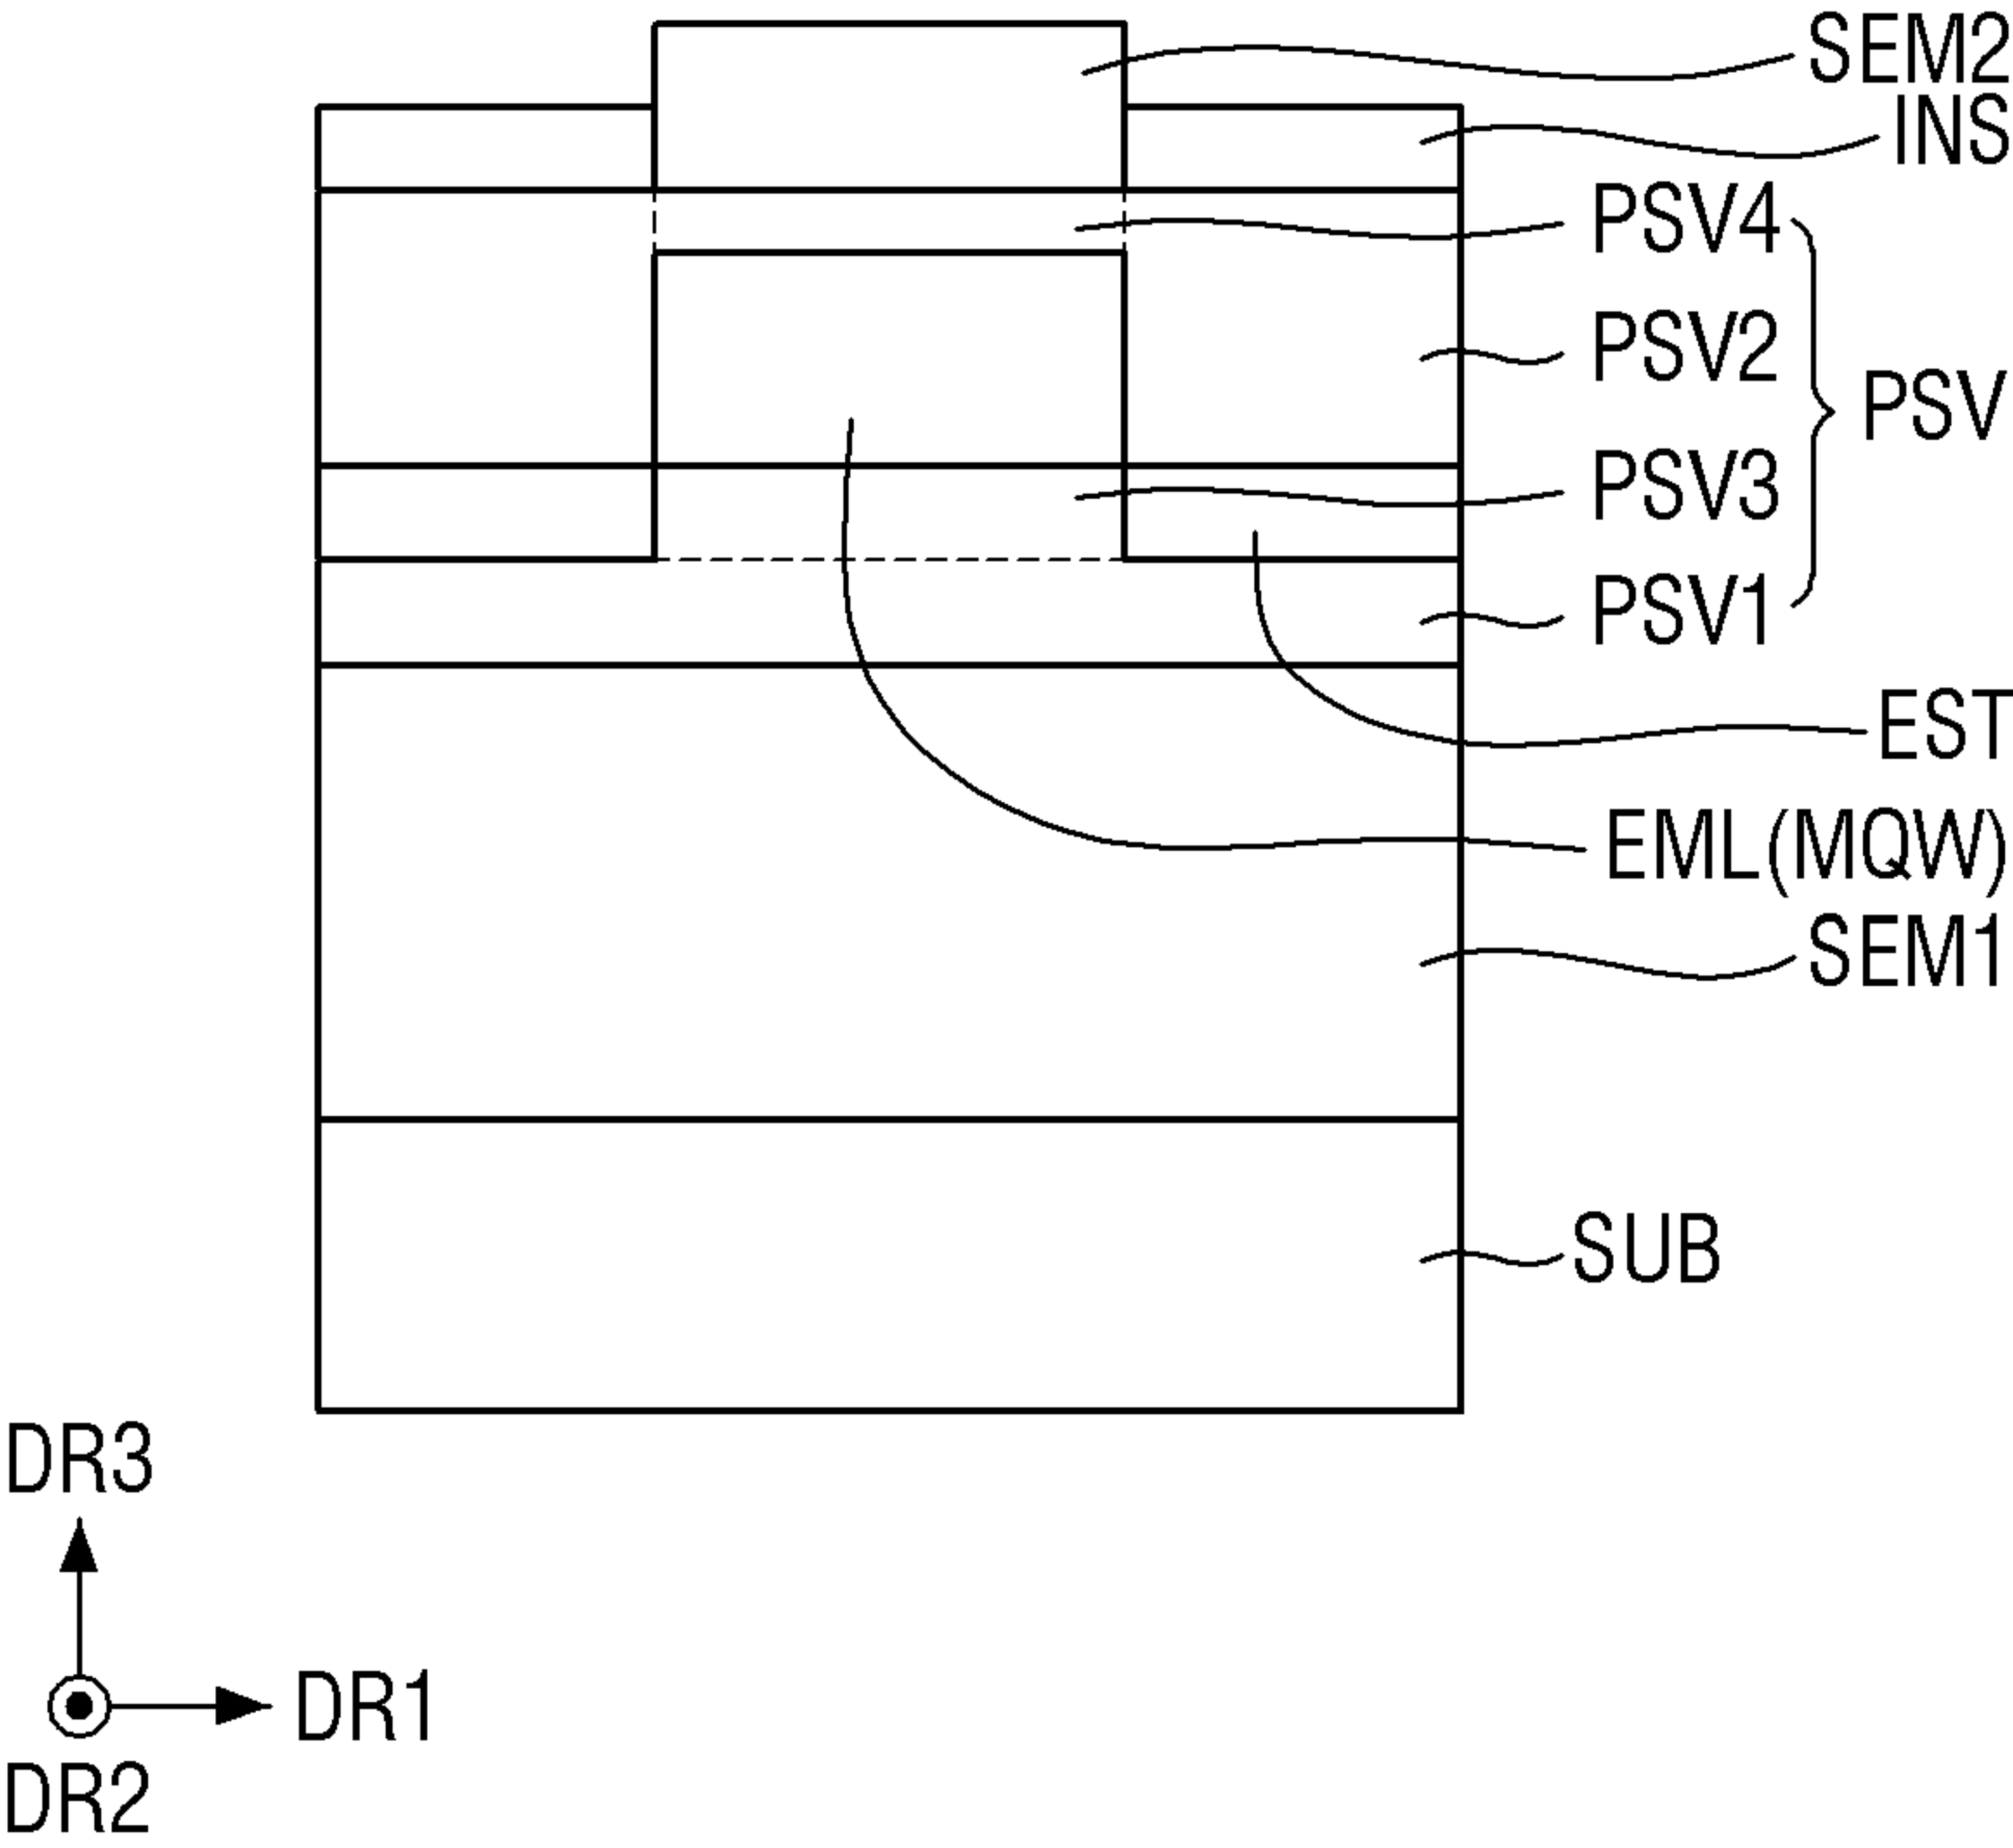 SEM2
INS
PSV4
PSV2
PSV
PSV3
PSV1
EST
EML(MQW)
SEM1
SUB
DR3
DR1
DR2